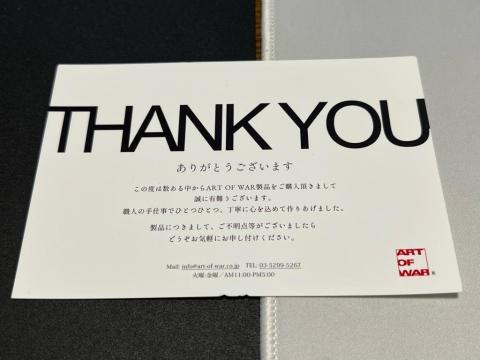 THANK YOU
ありがとうございます
この度は数ある中からART OF WAR製品をご購入頂きまして
誠に有難うございます。
職人の手仕事でひとつひとつ、丁寧に心を込めて作りあげました。
製品につきまして、ご不明点等がございましたら
どうぞお気軽にお申し付けください。
Mail: info@art-of-war.co.jp TEL: 03-5299-5267
火曜-金曜／AM11:00-PM5:00
ART
OF
WAR®